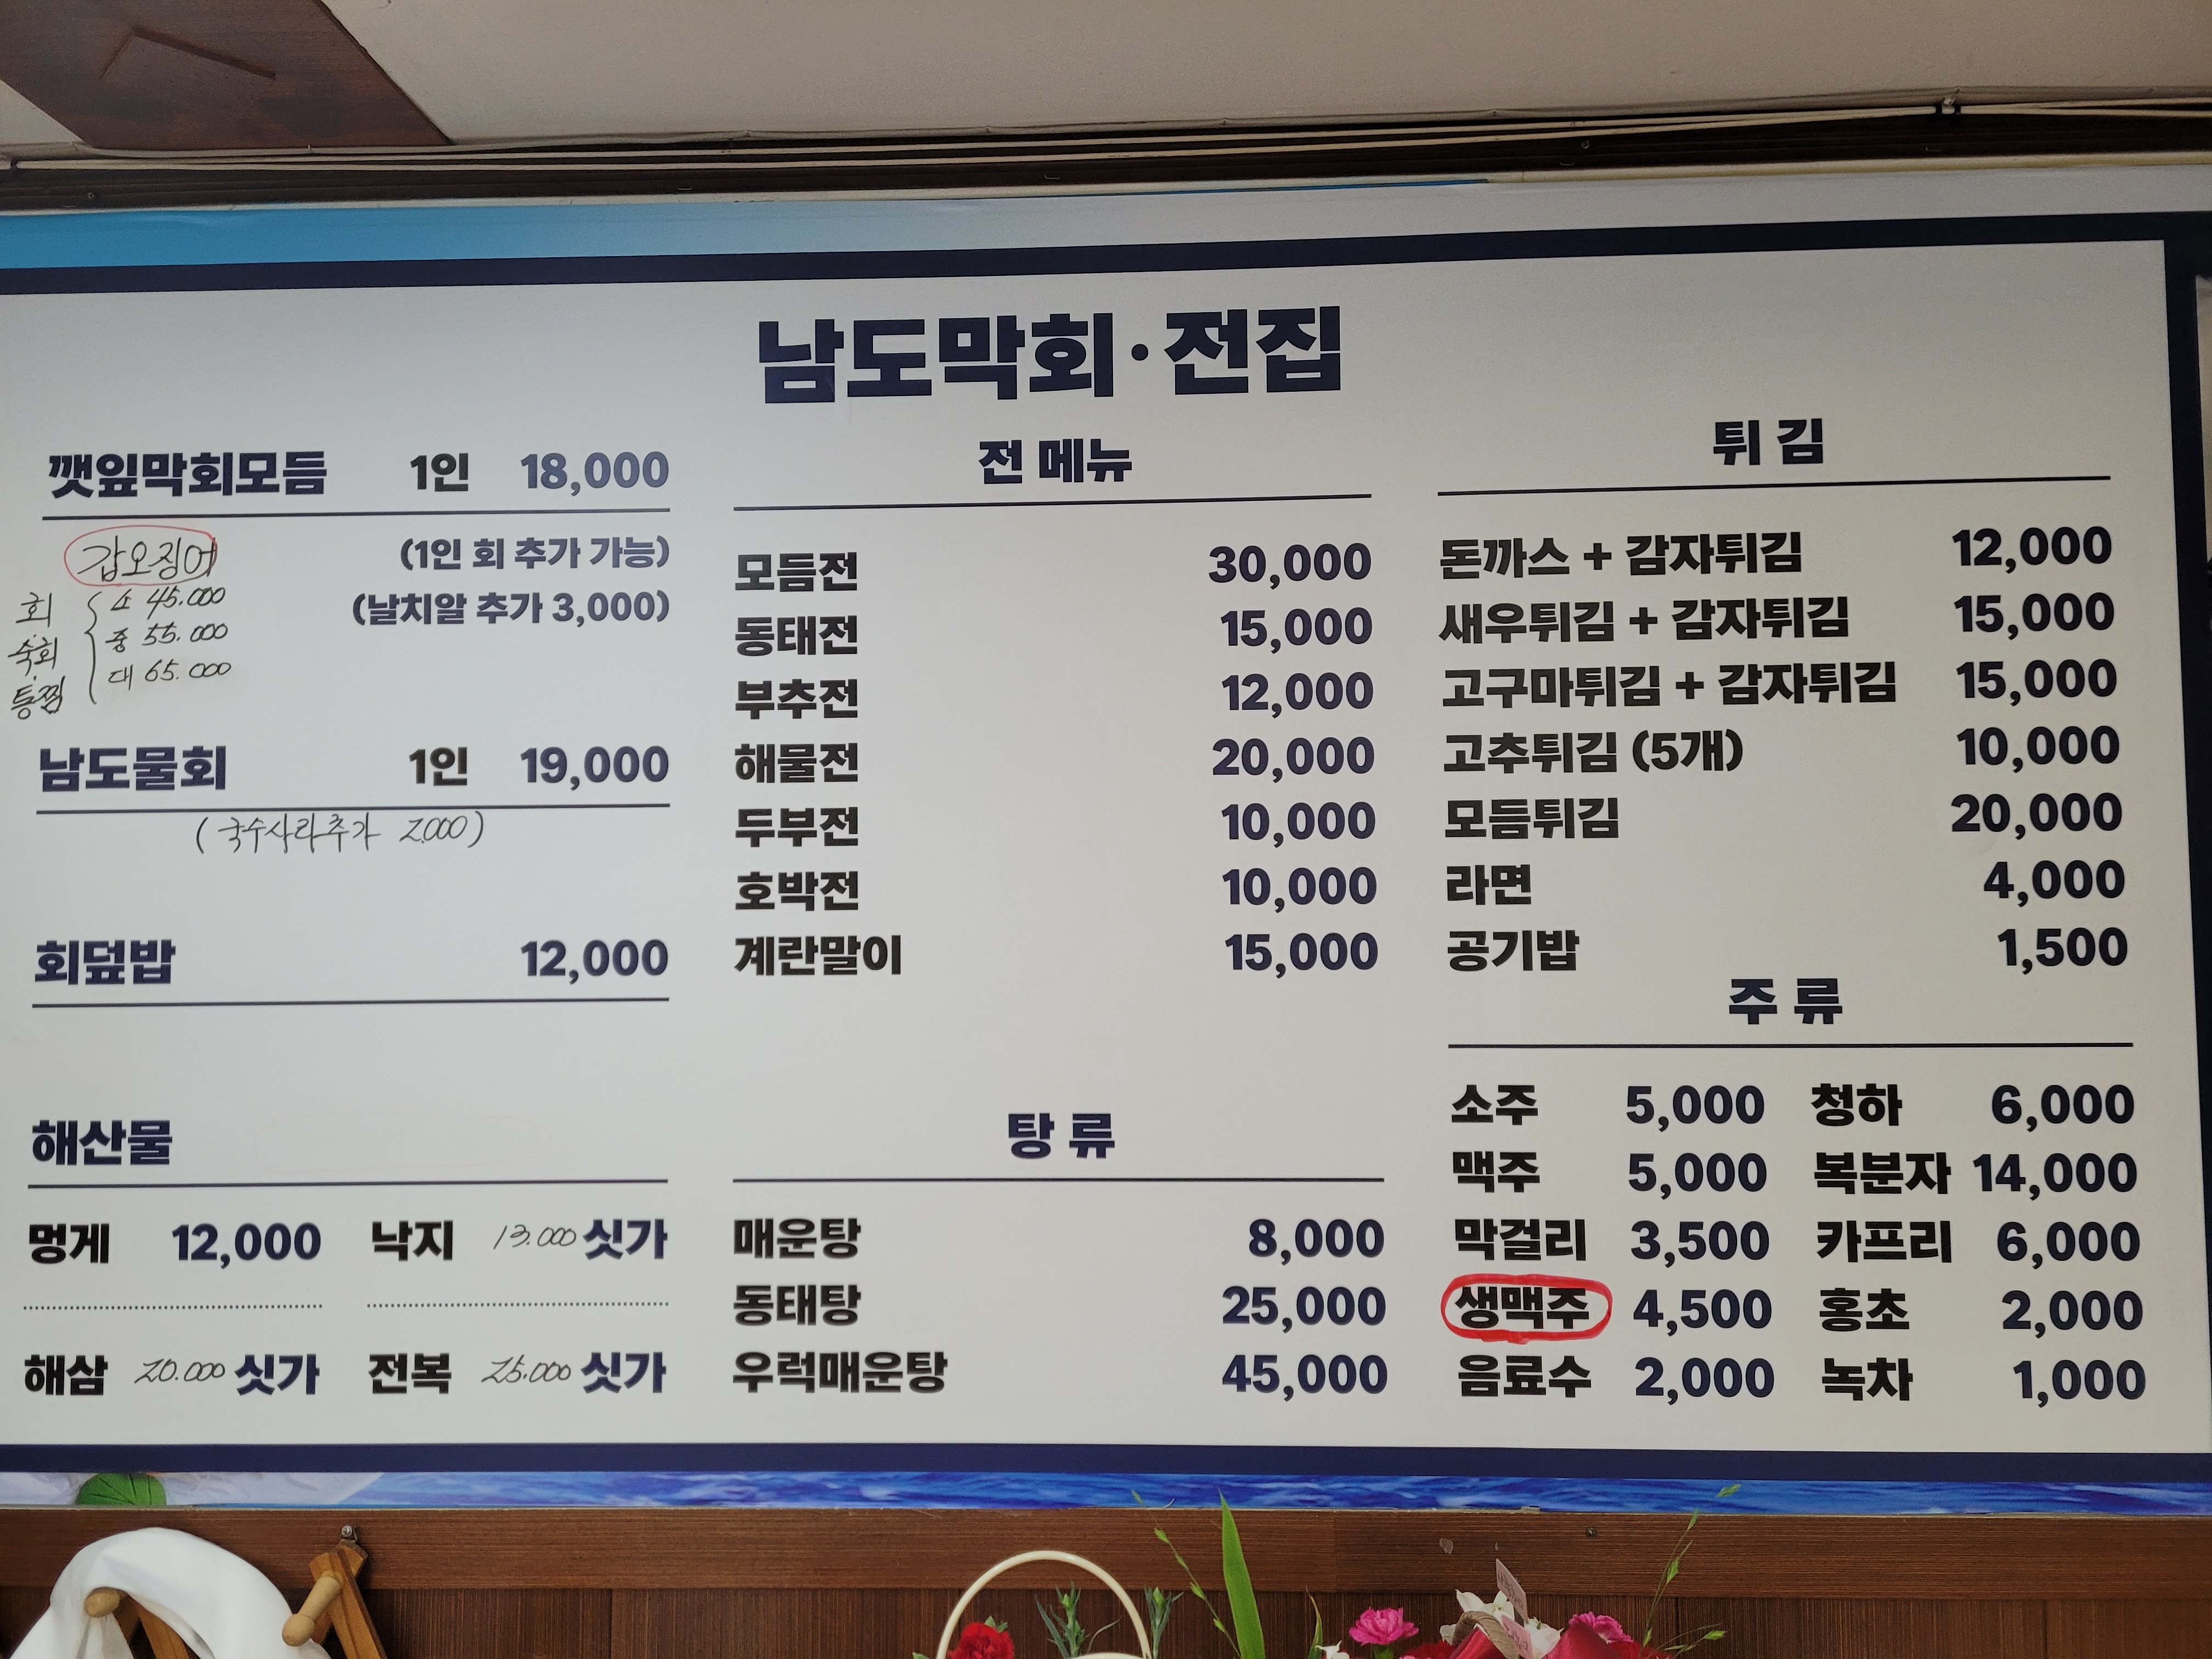 남도막회·전집
깻잎막회모듬 1인 18,000
갑오징어
(1인 회 추가 가능)
(날치알 추가 3,000)
회 소 45.000
숙회 중 55.000
통찜 대 65.000
남도물회 1인 19,000
(국수사리추가 2.000)
회덮밥 12,000
해산물
멍게 12,000 낙지 13.000 싯가
해삼 20.000 싯가 전복 25.000 싯가
전 메뉴
모듬전 30,000
동태전 15,000
부추전 12,000
해물전 20,000
두부전 10,000
호박전 10,000
계란말이 15,000
탕 류
매운탕 8,000
동태탕 25,000
우럭매운탕 45,000
튀 김
돈까스 + 감자튀김 12,000
새우튀김 + 감자튀김 15,000
고구마튀김 + 감자튀김 15,000
고추튀김 (5개) 10,000
모듬튀김 20,000
라면 4,000
공기밥 1,500
주 류
소주 5,000 청하 6,000
맥주 5,000 복분자 14,000
막걸리 3,500 카프리 6,000
생맥주 4,500 홍초 2,000
음료수 2,000 녹차 1,000